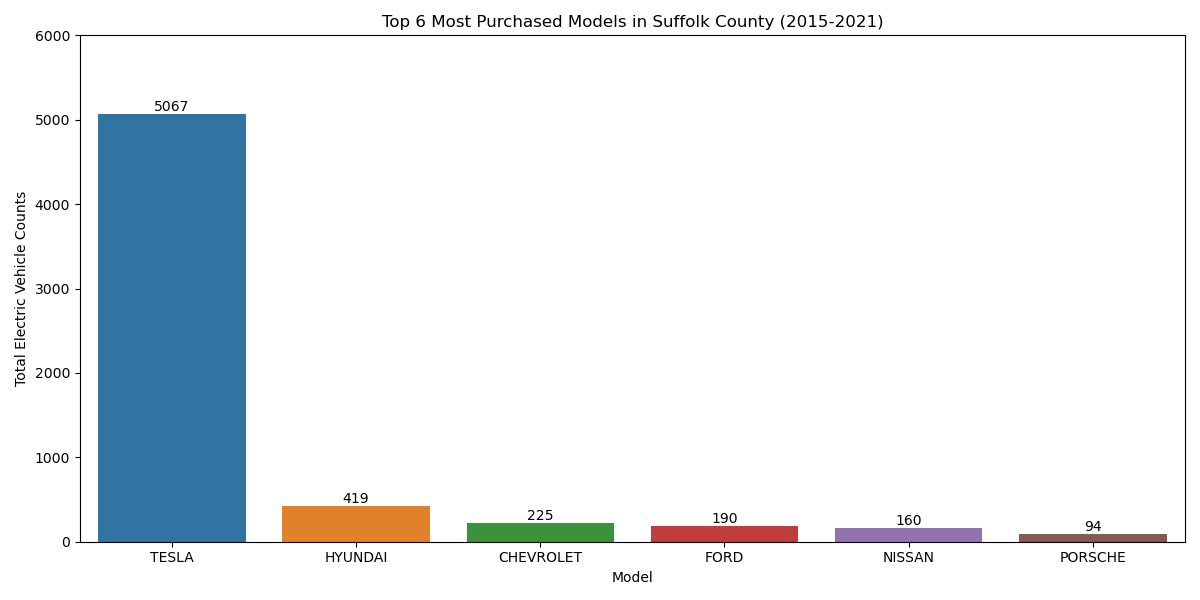 Top 6 Most Purchased Models in Suffolk County (2015-2021)
Total Electric Vehicle Counts
6000
5000
4000
3000
2000
1000
0
5067
419
225
190
160
94
TESLA
HYUNDAI
CHEVROLET
FORD
NISSAN
PORSCHE
Model